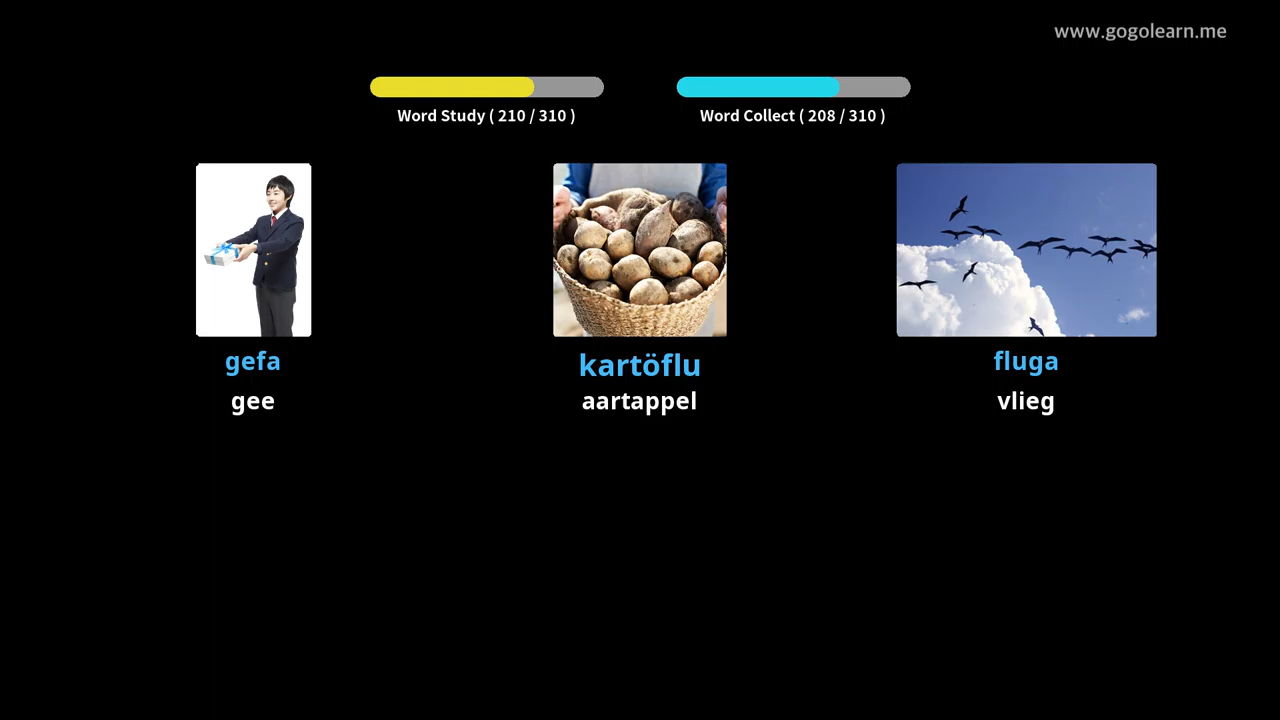 www.gogolearn.me
Word Study ( 210 / 310 )
Word Collect ( 208 / 310 )
gefa
gee
kartöflu
aartappel
fluga
vlieg